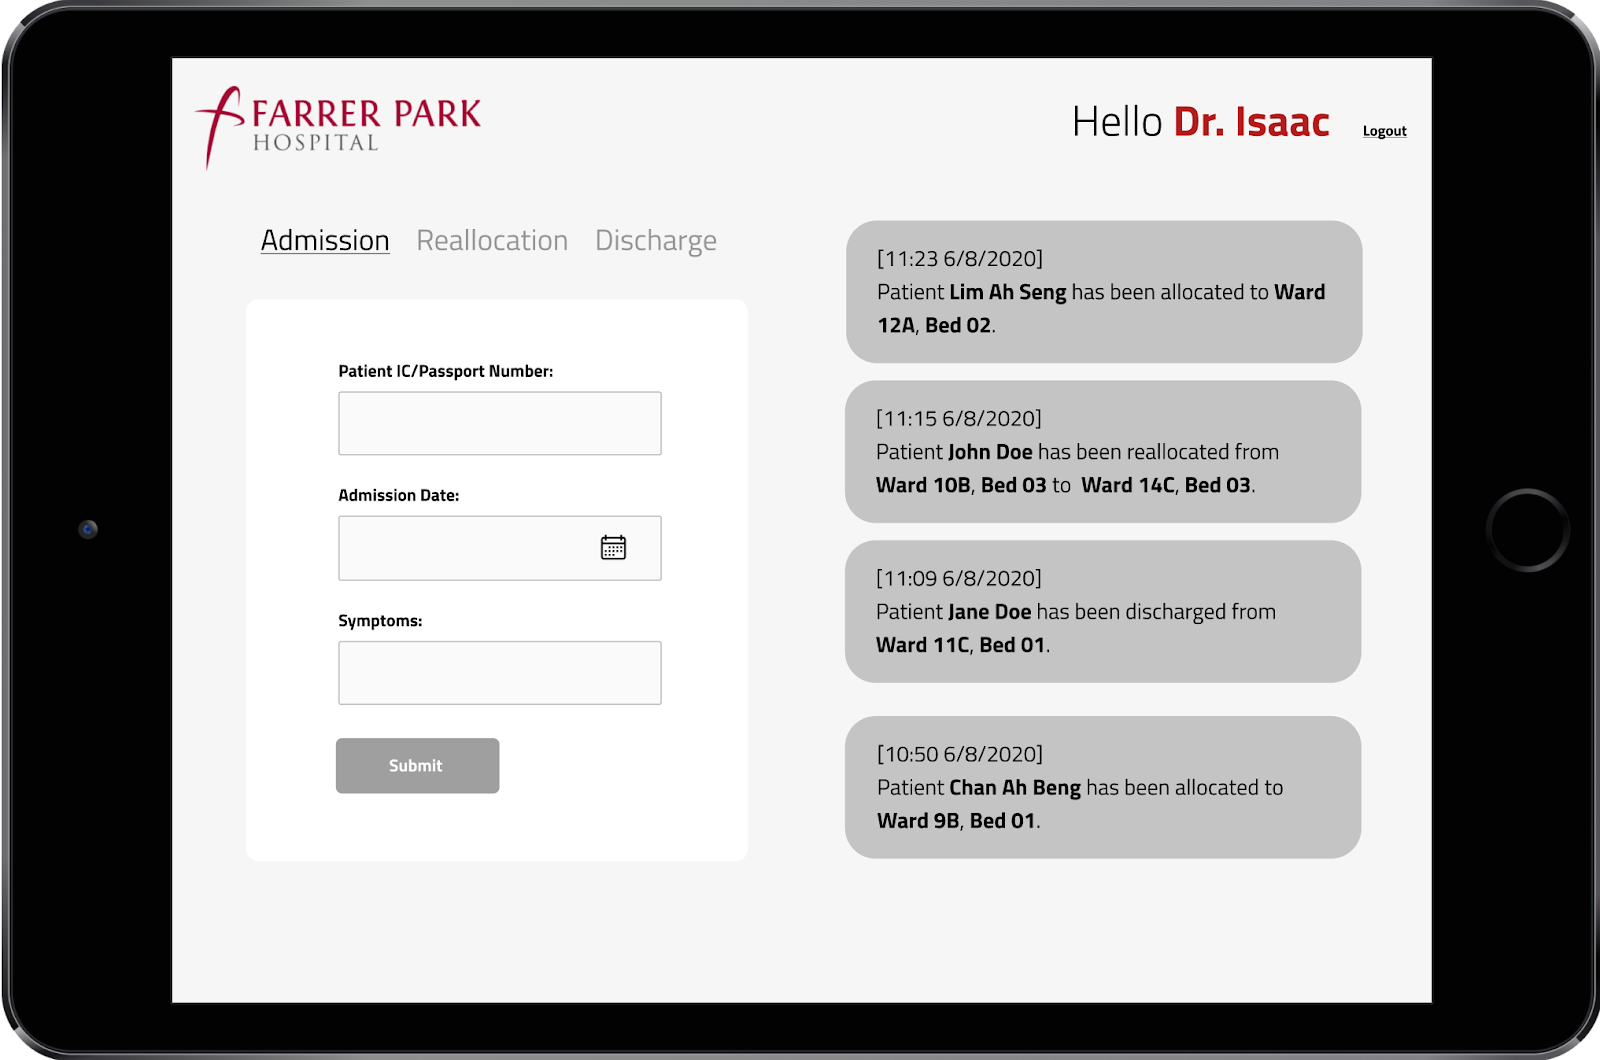 FARRER PARK
HOSPITAL
Hello Dr. Isaac
Logout
Admission Reallocation Discharge
Patient IC/Passport Number:
Admission Date:
Symptoms:
Submit
[11:23 6/8/2020]
Patient Lim Ah Seng has been allocated to Ward
12A, Bed 02.
[11:15 6/8/2020]
Patient John Doe has been reallocated from
Ward 10B, Bed 03 to Ward 14C, Bed 03.
[11:09 6/8/2020]
Patient Jane Doe has been discharged from
Ward 11C, Bed 01.
[10:50 6/8/2020]
Patient Chan Ah Beng has been allocated to
Ward 9B, Bed 01.